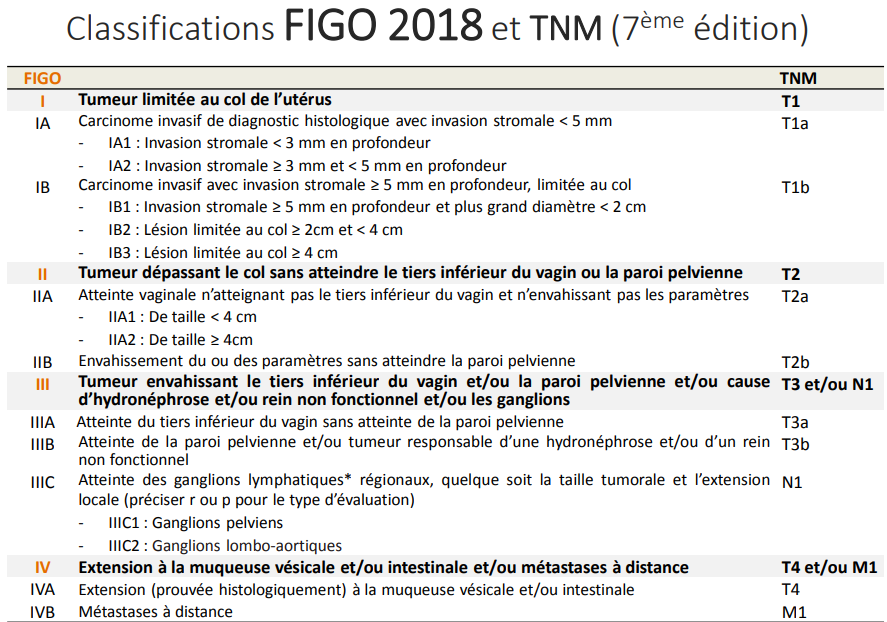 Classifications FIGO 2018 et TNM (7ème édition)
FIGO TNM
I Tumeur limitée au col de l'utérus T1
IA Carcinome invasif de diagnostic histologique avec invasion stromale < 5 mm T1a
- IA1 : Invasion stromale < 3 mm en profondeur
- IA2 : Invasion stromale ≥ 3 mm et < 5 mm en profondeur
IB Carcinome invasif avec invasion stromale ≥ 5 mm en profondeur, limitée au col T1b
- IB1 : Invasion stromale ≥ 5 mm en profondeur et plus grand diamètre < 2 cm
- IB2 : Lésion limitée au col ≥ 2cm et < 4 cm
- IB3 : Lésion limitée au col ≥ 4 cm
II Tumeur dépassant le col sans atteindre le tiers inférieur du vagin ou la paroi pelvienne T2
IIA Atteinte vaginale n'atteignant pas le tiers inférieur du vagin et n'envahissant pas les paramètres T2a
- IIA1 : De taille < 4 cm
- IIA2 : De taille ≥ 4cm
IIB Envahissement du ou des paramètres sans atteindre la paroi pelvienne T2b
III Tumeur envahissant le tiers inférieur du vagin et/ou la paroi pelvienne et/ou cause T3 et/ou N1
d'hydronéphrose et/ou rein non fonctionnel et/ou les ganglions
IIIA Atteinte du tiers inférieur du vagin sans atteinte de la paroi pelvienne T3a
IIIB Atteinte de la paroi pelvienne et/ou tumeur responsable d'une hydronéphrose et/ou d'un rein T3b
non fonctionnel
IIIC Atteinte des ganglions lymphatiques* régionaux, quelque soit la taille tumorale et l'extension N1
locale (préciser r ou p pour le type d'évaluation)
- IIIC1 : Ganglions pelviens
- IIIC2 : Ganglions lombo-aortiques
IV Extension à la muqueuse vésicale et/ou intestinale et/ou métastases à distance T4 et/ou M1
IVA Extension (prouvée histologiquement) à la muqueuse vésicale et/ou intestinale T4
IVB Métastases à distance M1